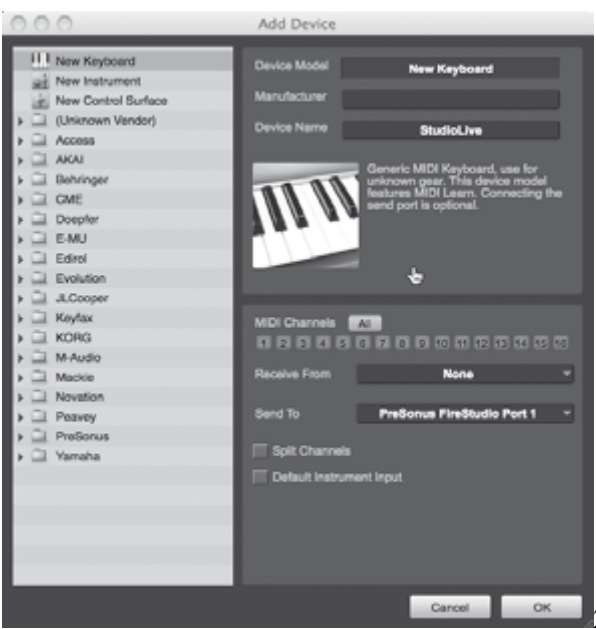 Add Device
New Keyboard
New Instrument
New Control Surface
(Unknown Vendor)
Access
AKAI
Behringer
CME
Doepfer
E-MU
Edirol
Evolution
JLCooper
Keyfax
KORG
M-Audio
Mackie
Novation
Peavey
PreSonus
Yamaha
Device Model New Keyboard
Manufacturer
Device Name StudioLive
Generic MIDI Keyboard, use for
unknown gear. This device model
features MIDI Learn. Connecting the
send port is optional.
MIDI Channels All
1 2 3 4 5 6 7 8 9 10 11 12 13 14 15 16
Receive From None
Send To PreSonus FireStudio Port 1
Split Channels
Default Instrument Input
Cancel OK